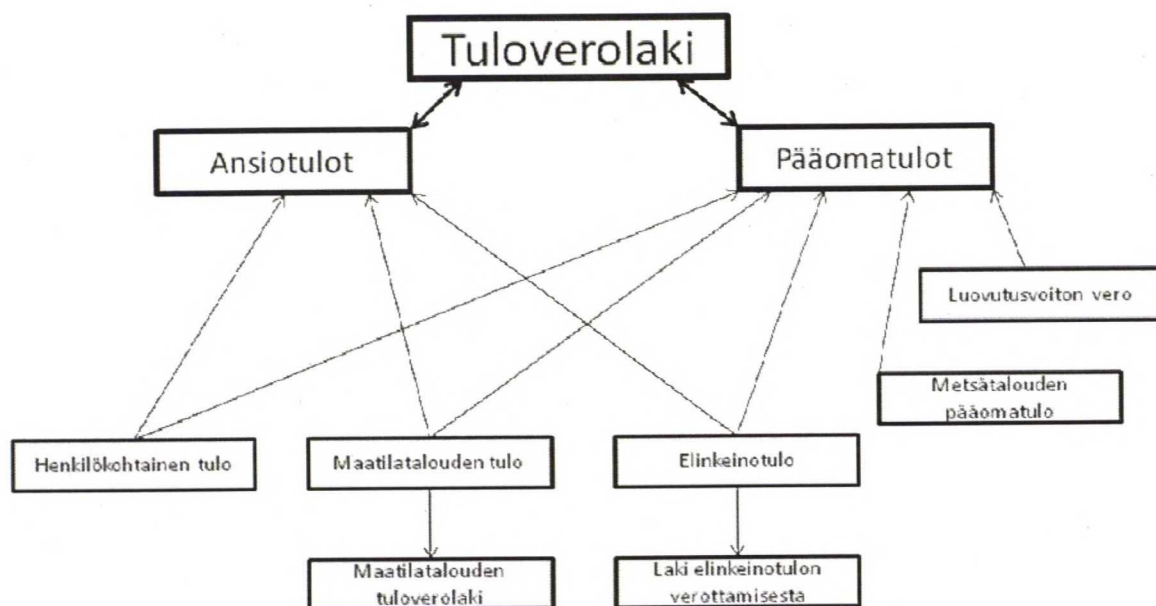 Tuloverolaki
Ansiotulot
Pääomatulot
Luovutusvoiton vero
Metsätalouden
pääomatulo
Henkilökohtainen tulo
Maatilatalouden tulo
Elinkeinotulo
Maatilatalouden
tuloverolaki
Laki elinkeinotulon
verottamisesta